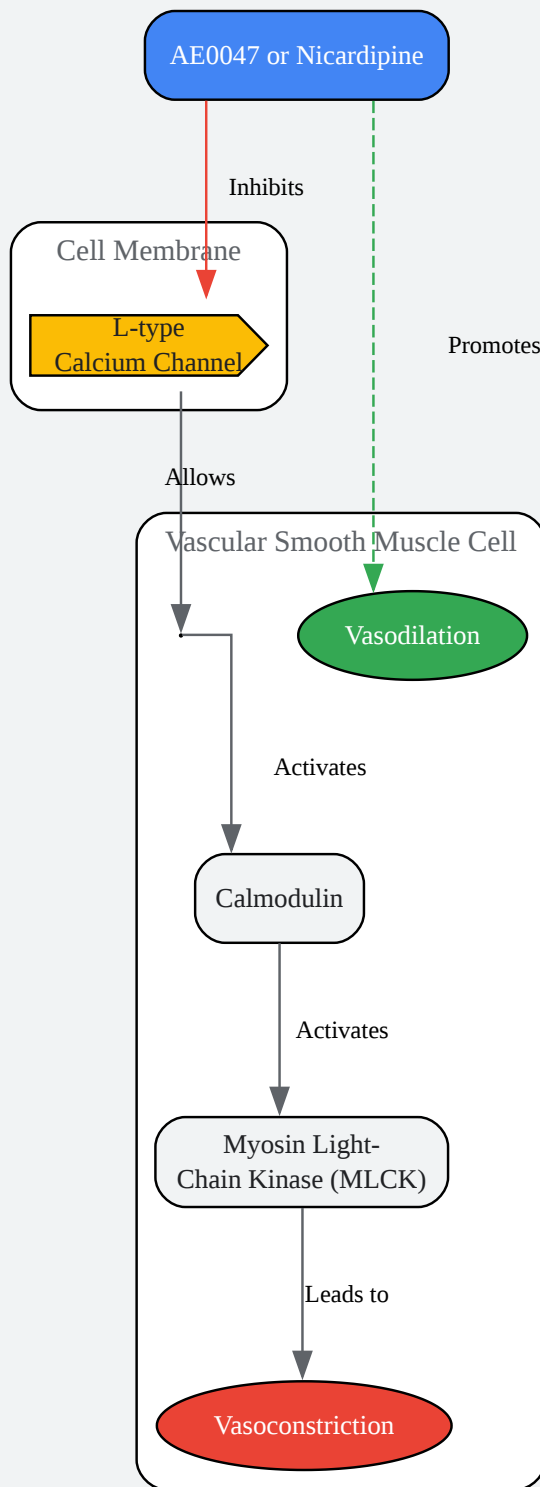 AE0047 or Nicardipine
Inhibits
Cell Membrane
L-type
Calcium Channel
Promotes
Allows
Vascular Smooth Muscle Cell
Vasodilation
Activates
Calmodulin
Activates
Myosin Light-
Chain Kinase (MLCK)
Leads to
Vasoconstriction